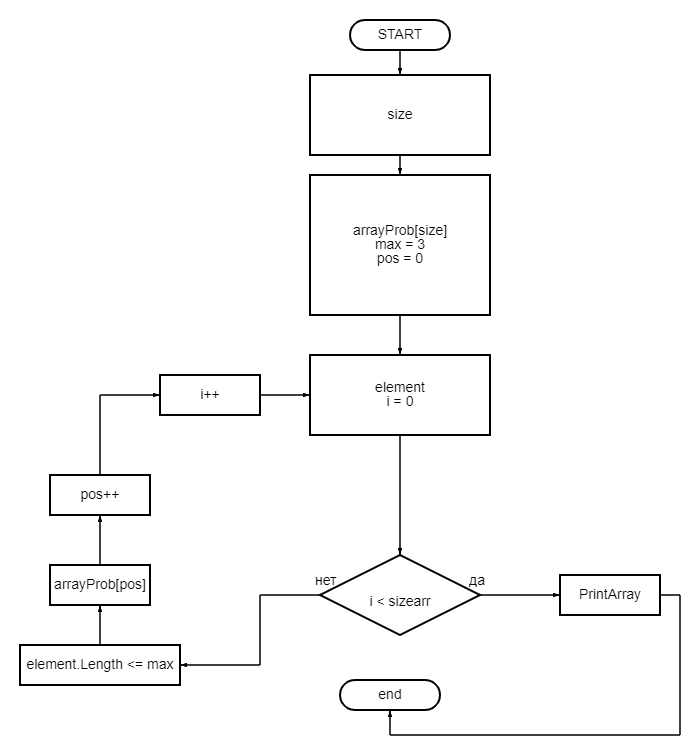 START
size
arrayProb[size]
max = 3
pos = 0
element
i = 0
i++
pos++
arrayProb[pos]
element.Length <= max
нет
i < sizearr
да
PrintArray
end